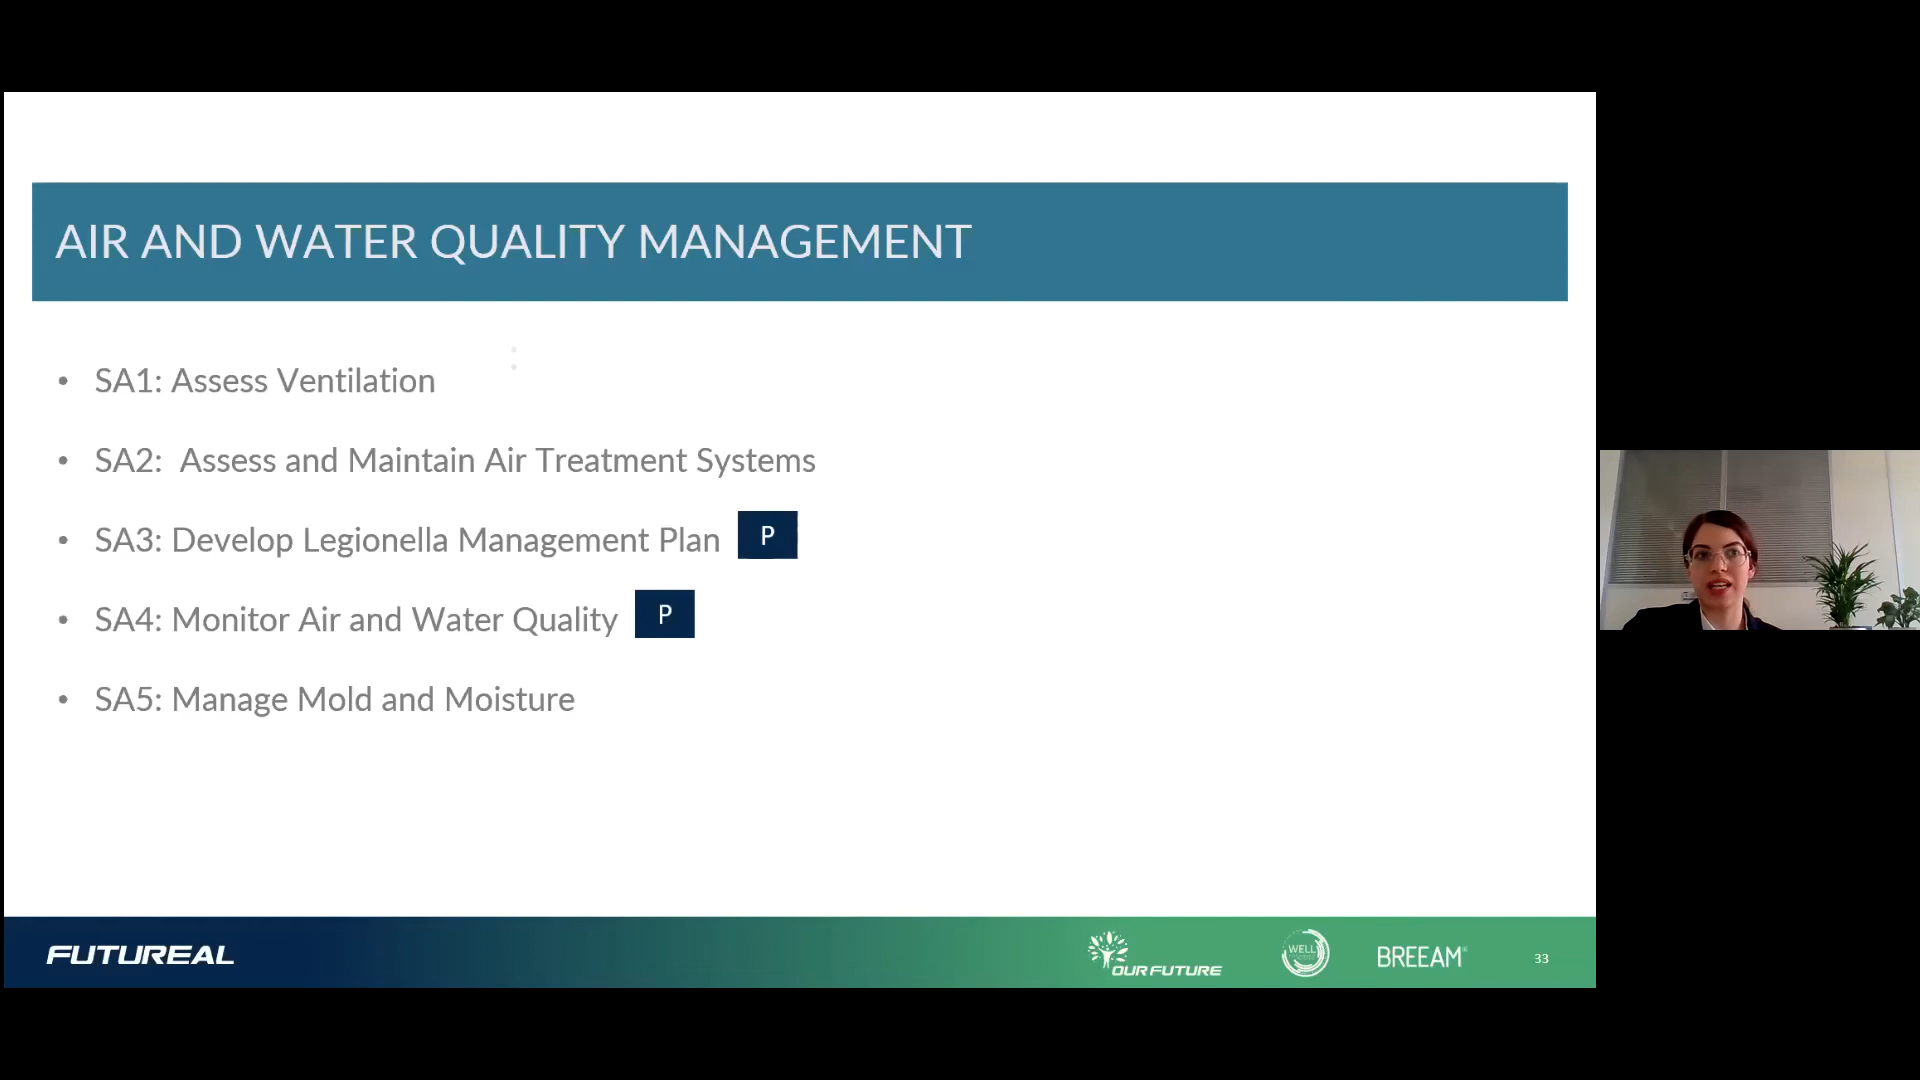 AIR AND WATER QUALITY MANAGEMENT
• SA1: Assess Ventilation
• SA2:  Assess and Maintain Air Treatment Systems
• SA3: Develop Legionella Management Plan P
• SA4: Monitor Air and Water Quality P
• SA5: Manage Mold and Moisture
FUTUREAL
OUR FUTURE
WELL
BREEAM®
33